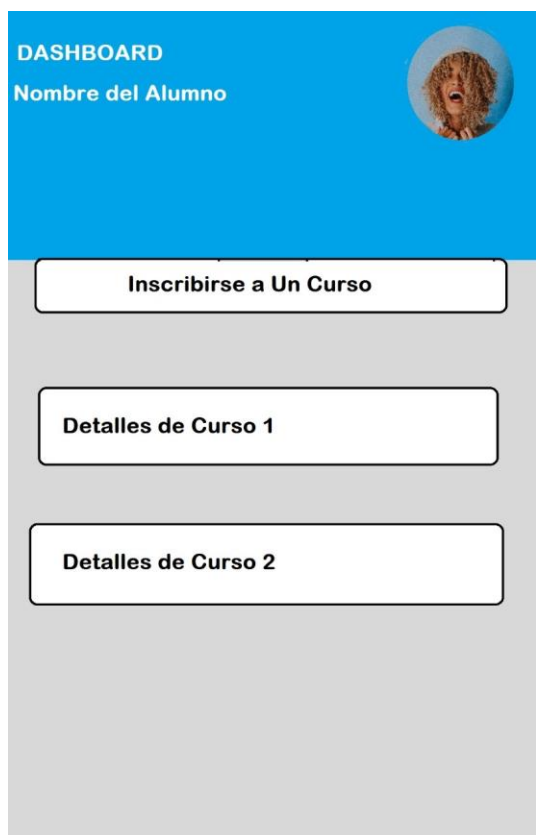 DASHBOARD
Nombre del Alumno
Inscribirse a Un Curso
Detalles de Curso 1
Detalles de Curso 2